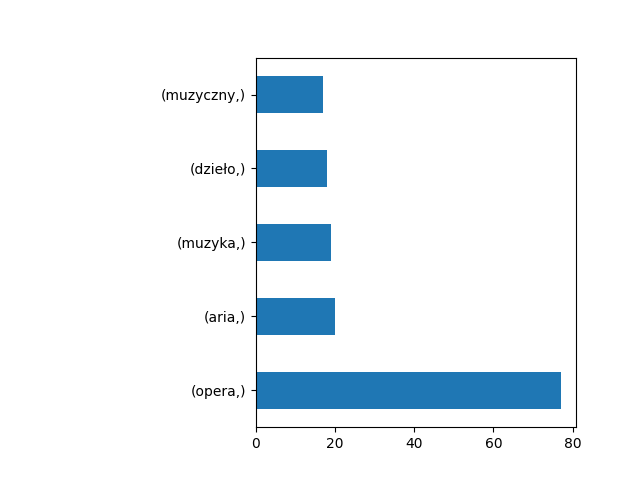 (muzyczny,)
(dzieło,)
(muzyka,)
(aria,)
(opera,)
0 20 40 60 80